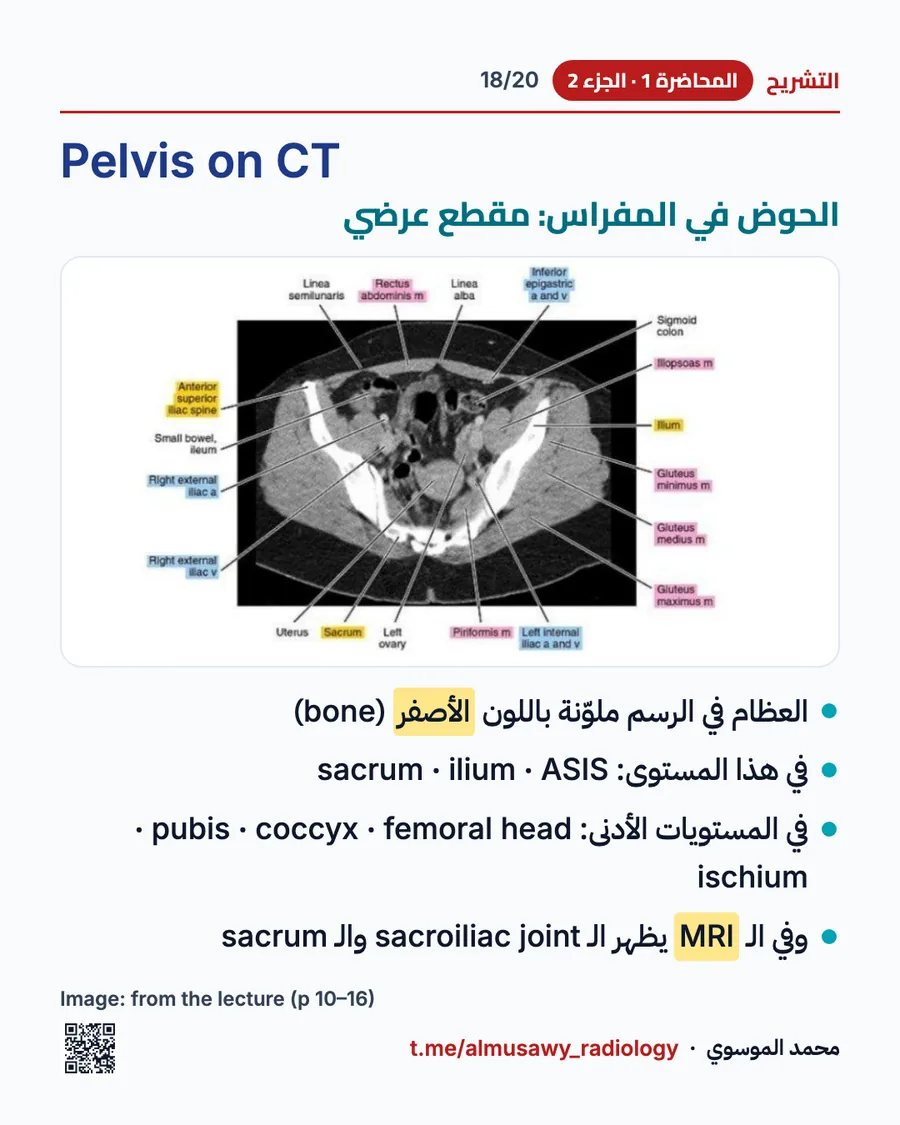 التشريح
المحاضرة 1 · الجزء 2
18/20
Pelvis on CT
الحوض في المفراس: مقطع عرضي
Linea
semilunaris
Rectus
abdominis m
Linea
alba
Inferior
epigastric
a and v
Sigmoid
colon
Iliopsoas m
Anterior
superior
iliac spine
Ilium
Small bowel,
ileum
Right external
iliac a
Gluteus
minimus m
Gluteus
medius m
Right external
iliac v
Gluteus
maximus m
Uterus
Sacrum
Left
ovary
Piriformis m
Left internal
iliac a and v
العظام في الرسم ملوّنة باللون الأصفر (bone)
في هذا المستوى: sacrum · ilium · ASIS
في المستويات الأدنى: pubis · coccyx · femoral head ·
ischium
وفي الـ MRI يظهر الـ sacroiliac joint والـ sacrum
Image: from the lecture (p 10–16)
محمد الموسوي · t.me/almusawy_radiology